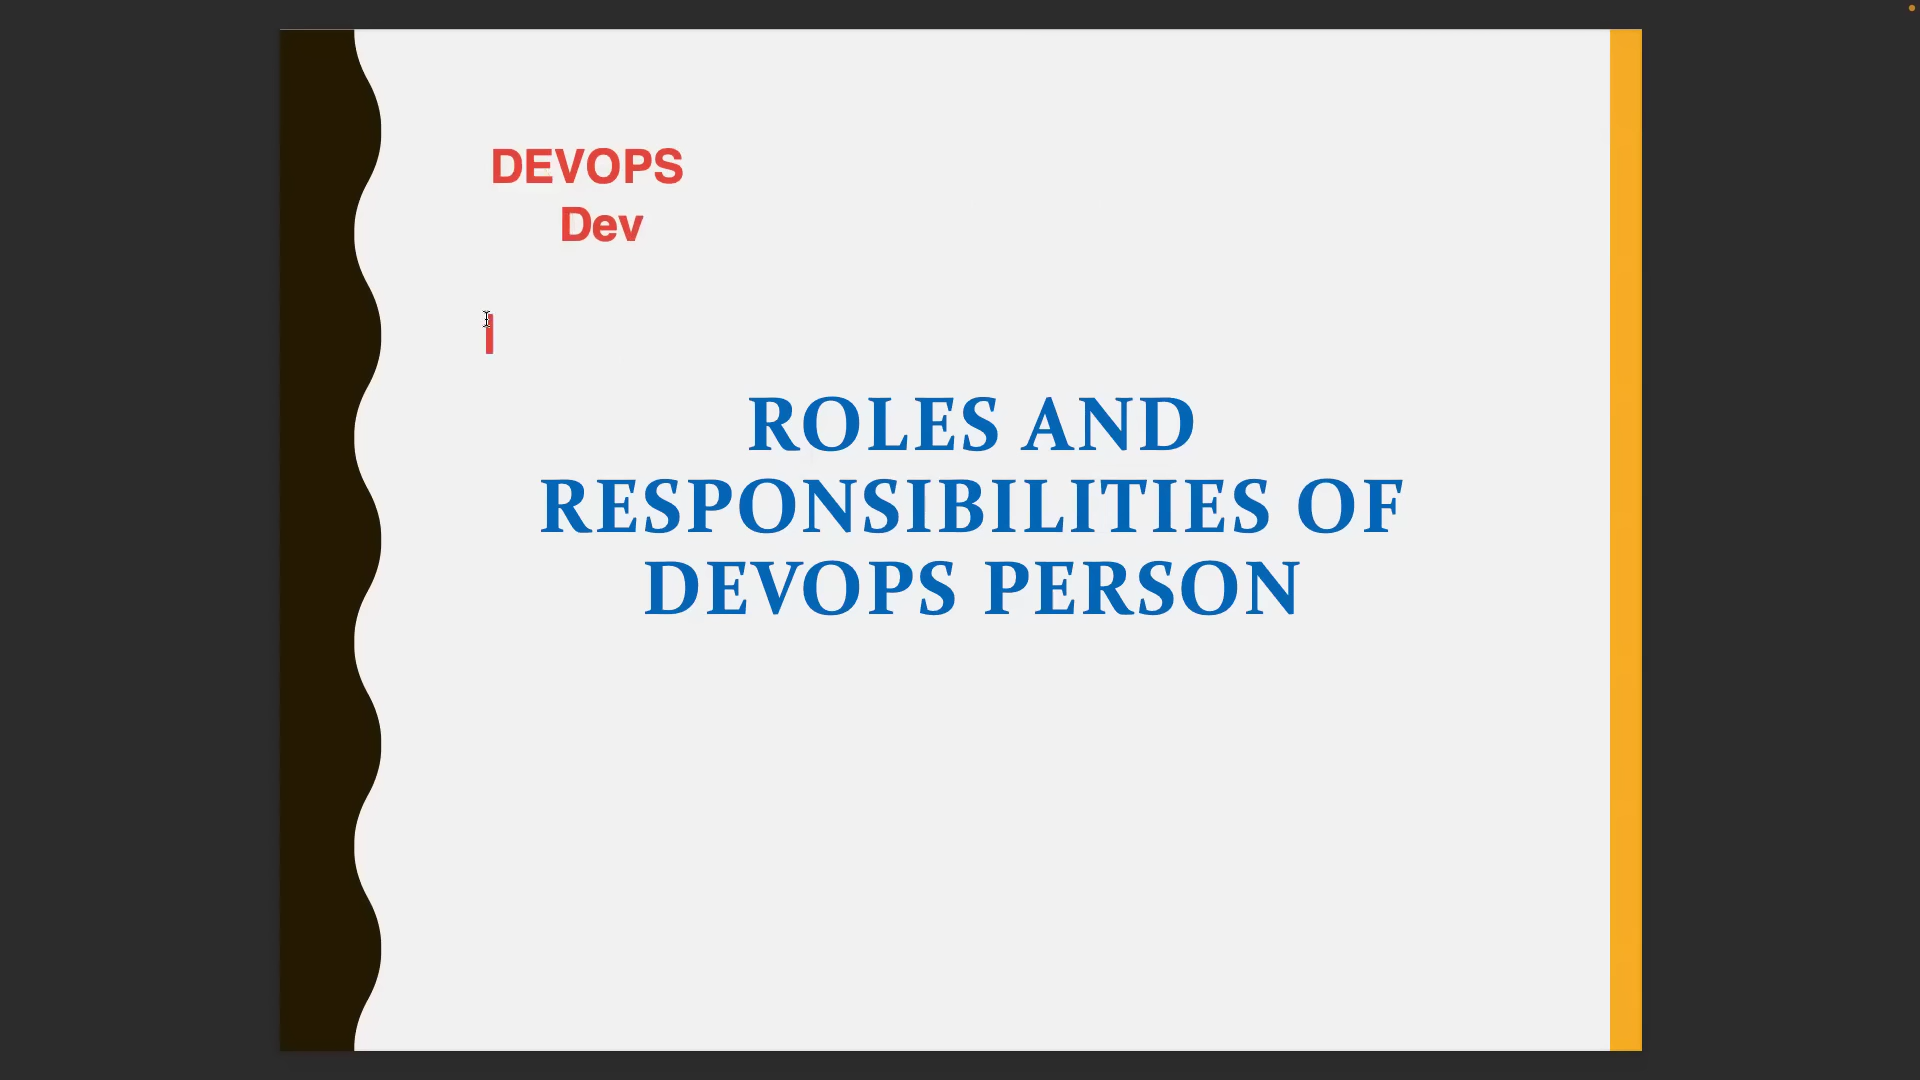 DEVOPS
Dev
ROLES AND
RESPONSIBILITIES OF
DEVOPS PERSON